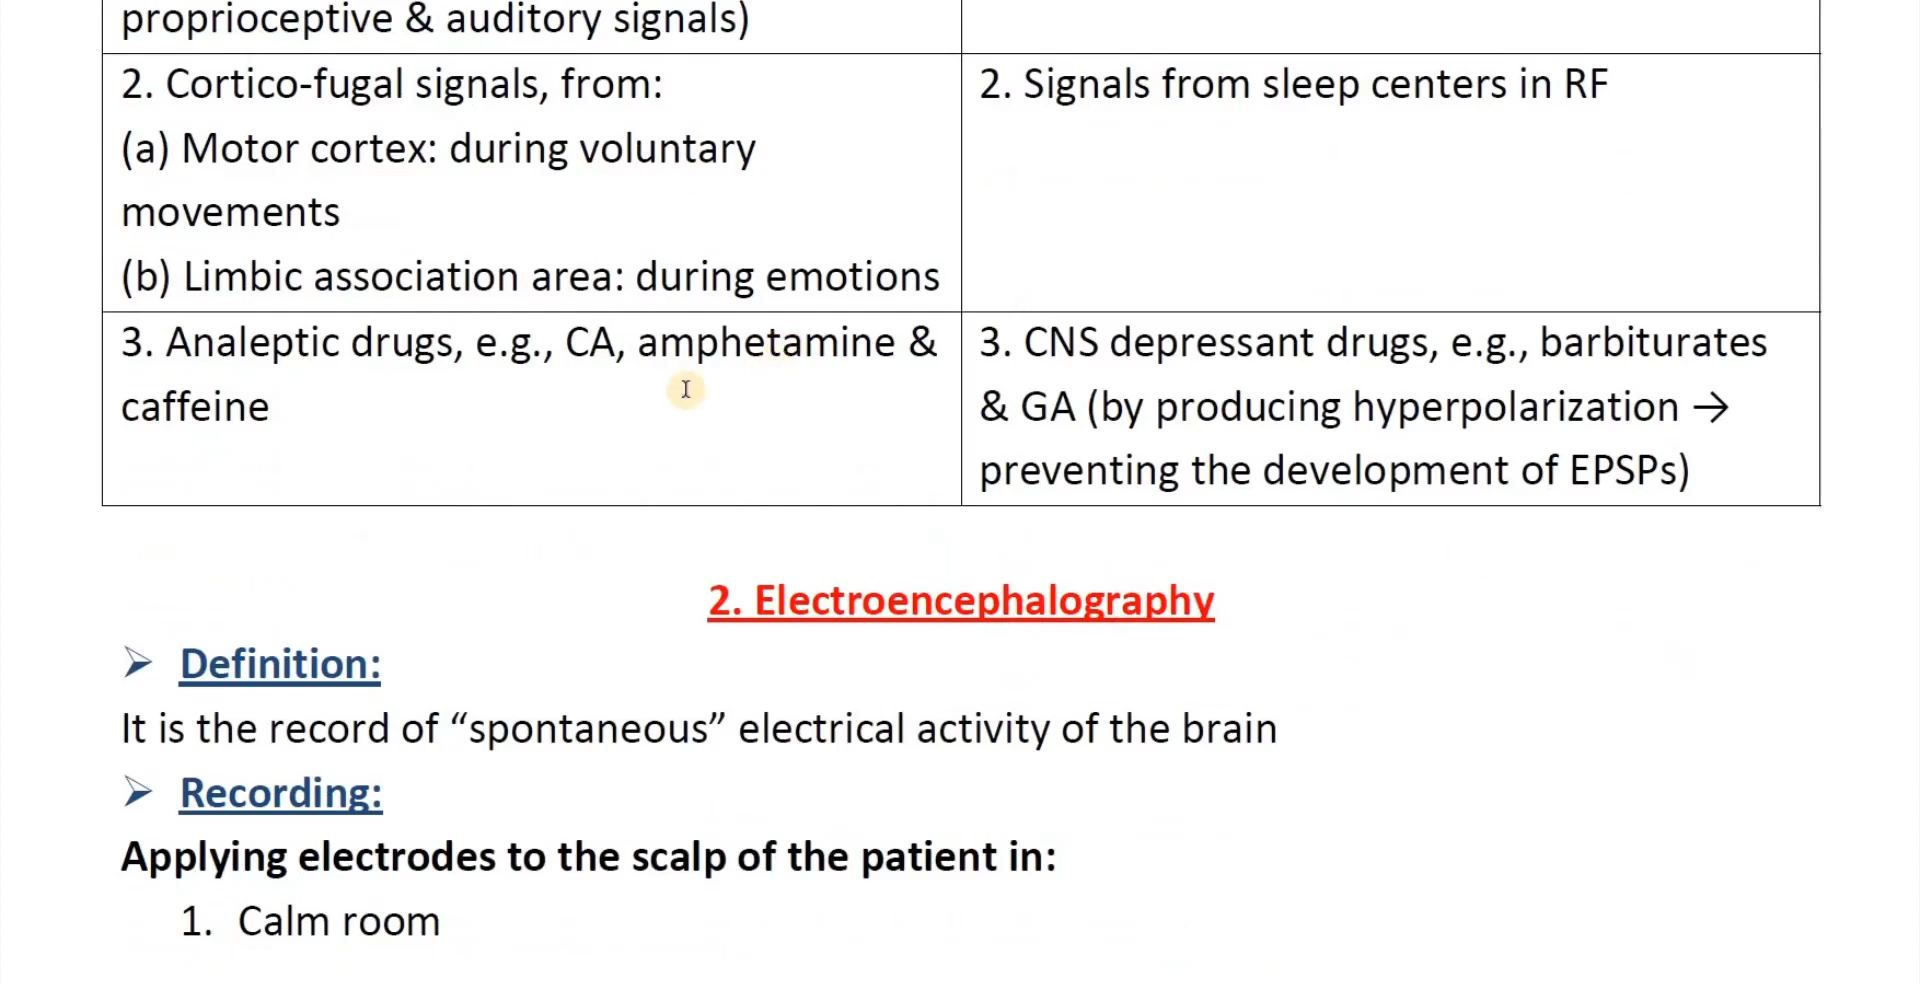 proprioceptive & auditory signals)
2. Cortico-fugal signals, from:
(a) Motor cortex: during voluntary
movements
(b) Limbic association area: during emotions
2. Signals from sleep centers in RF
3. Analeptic drugs, e.g., CA, amphetamine &
caffeine
3. CNS depressant drugs, e.g., barbiturates
& GA (by producing hyperpolarization →
preventing the development of EPSPs)
2. Electroencephalography
➢ Definition:
It is the record of “spontaneous” electrical activity of the brain
➢ Recording:
Applying electrodes to the scalp of the patient in:
1. Calm room